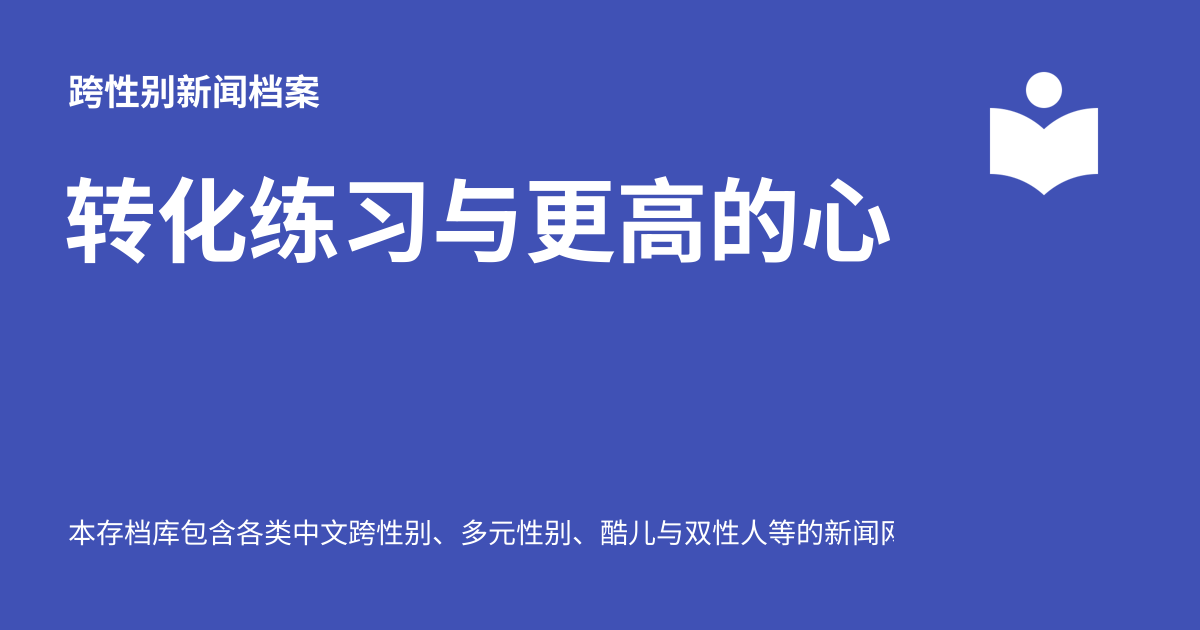 跨性别新闻档案
转化练习与更高的心
本存档库包含各类中文跨性别、多元性别、酷儿与双性人等的新闻